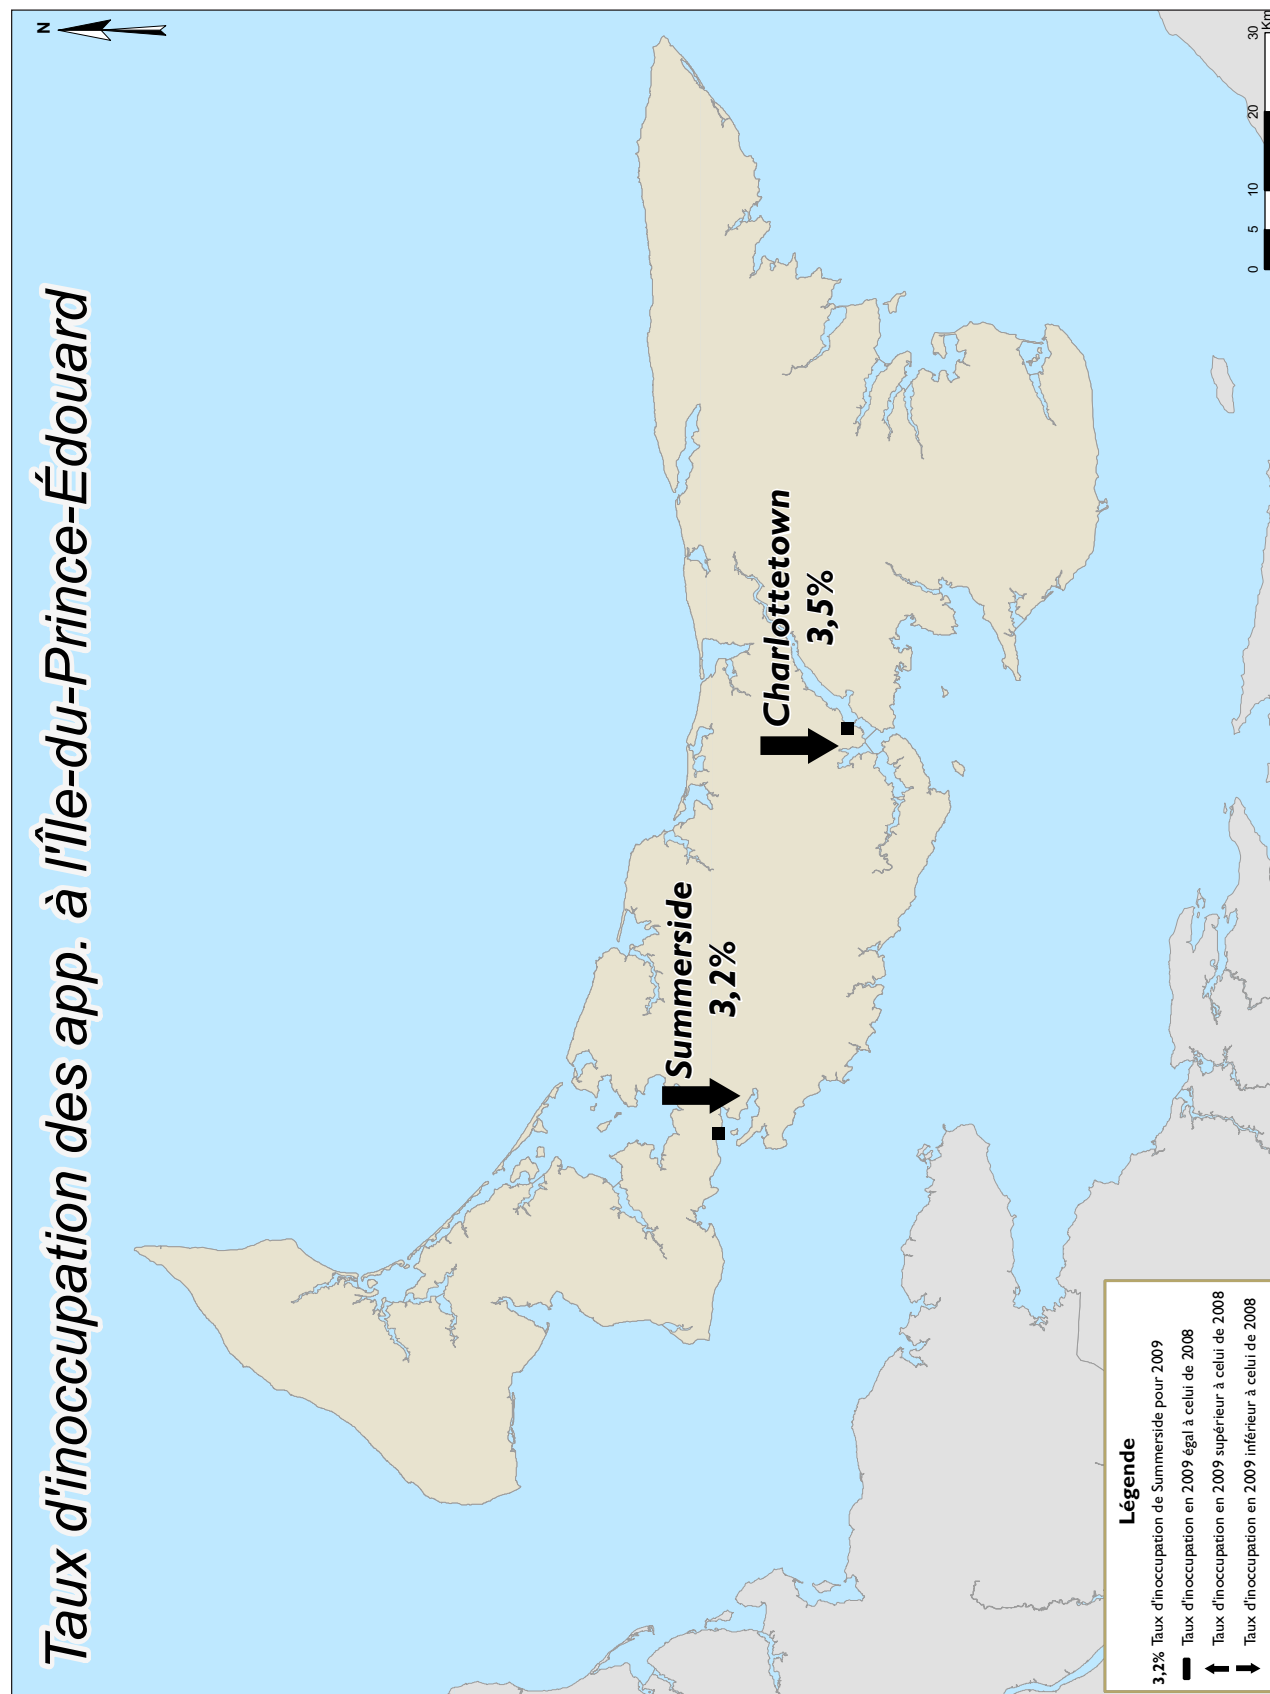 Taux d'inoccupation des app. à l'Île-du-Prince-Édouard
N
Summerside
3,2%
Charlottetown
3,5%
Légende
3,2% Taux d'inoccupation de Summerside pour 2009
Taux d'inoccupation en 2009 égal à celui de 2008
Taux d'inoccupation en 2009 supérieur à celui de 2008
Taux d'inoccupation en 2009 inférieur à celui de 2008
0 5 10 20 30
Km